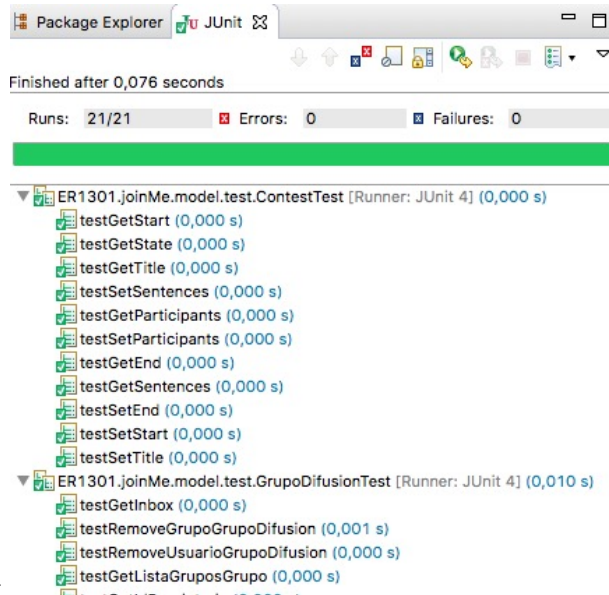 Package Explorer JUnit
Finished after 0,076 seconds
Runs: 21/21 Errors: 0 Failures: 0
ER1301.joinMe.model.test.ContestTest [Runner: JUnit 4] (0,000 s)
testGetStart (0,000 s)
testGetState (0,000 s)
testGetTitle (0,000 s)
testSetSentences (0,000 s)
testGetParticipants (0,000 s)
testSetParticipants (0,000 s)
testGetEnd (0,000 s)
testGetSentences (0,000 s)
testSetEnd (0,000 s)
testSetStart (0,000 s)
testSetTitle (0,000 s)
ER1301.joinMe.model.test.GrupoDifusionTest [Runner: JUnit 4] (0,010 s)
testGetInbox (0,000 s)
testRemoveGrupoGrupoDifusion (0,001 s)
testRemoveUsuarioGrupoDifusion (0,000 s)
testGetListaGruposGrupo (0,000 s)